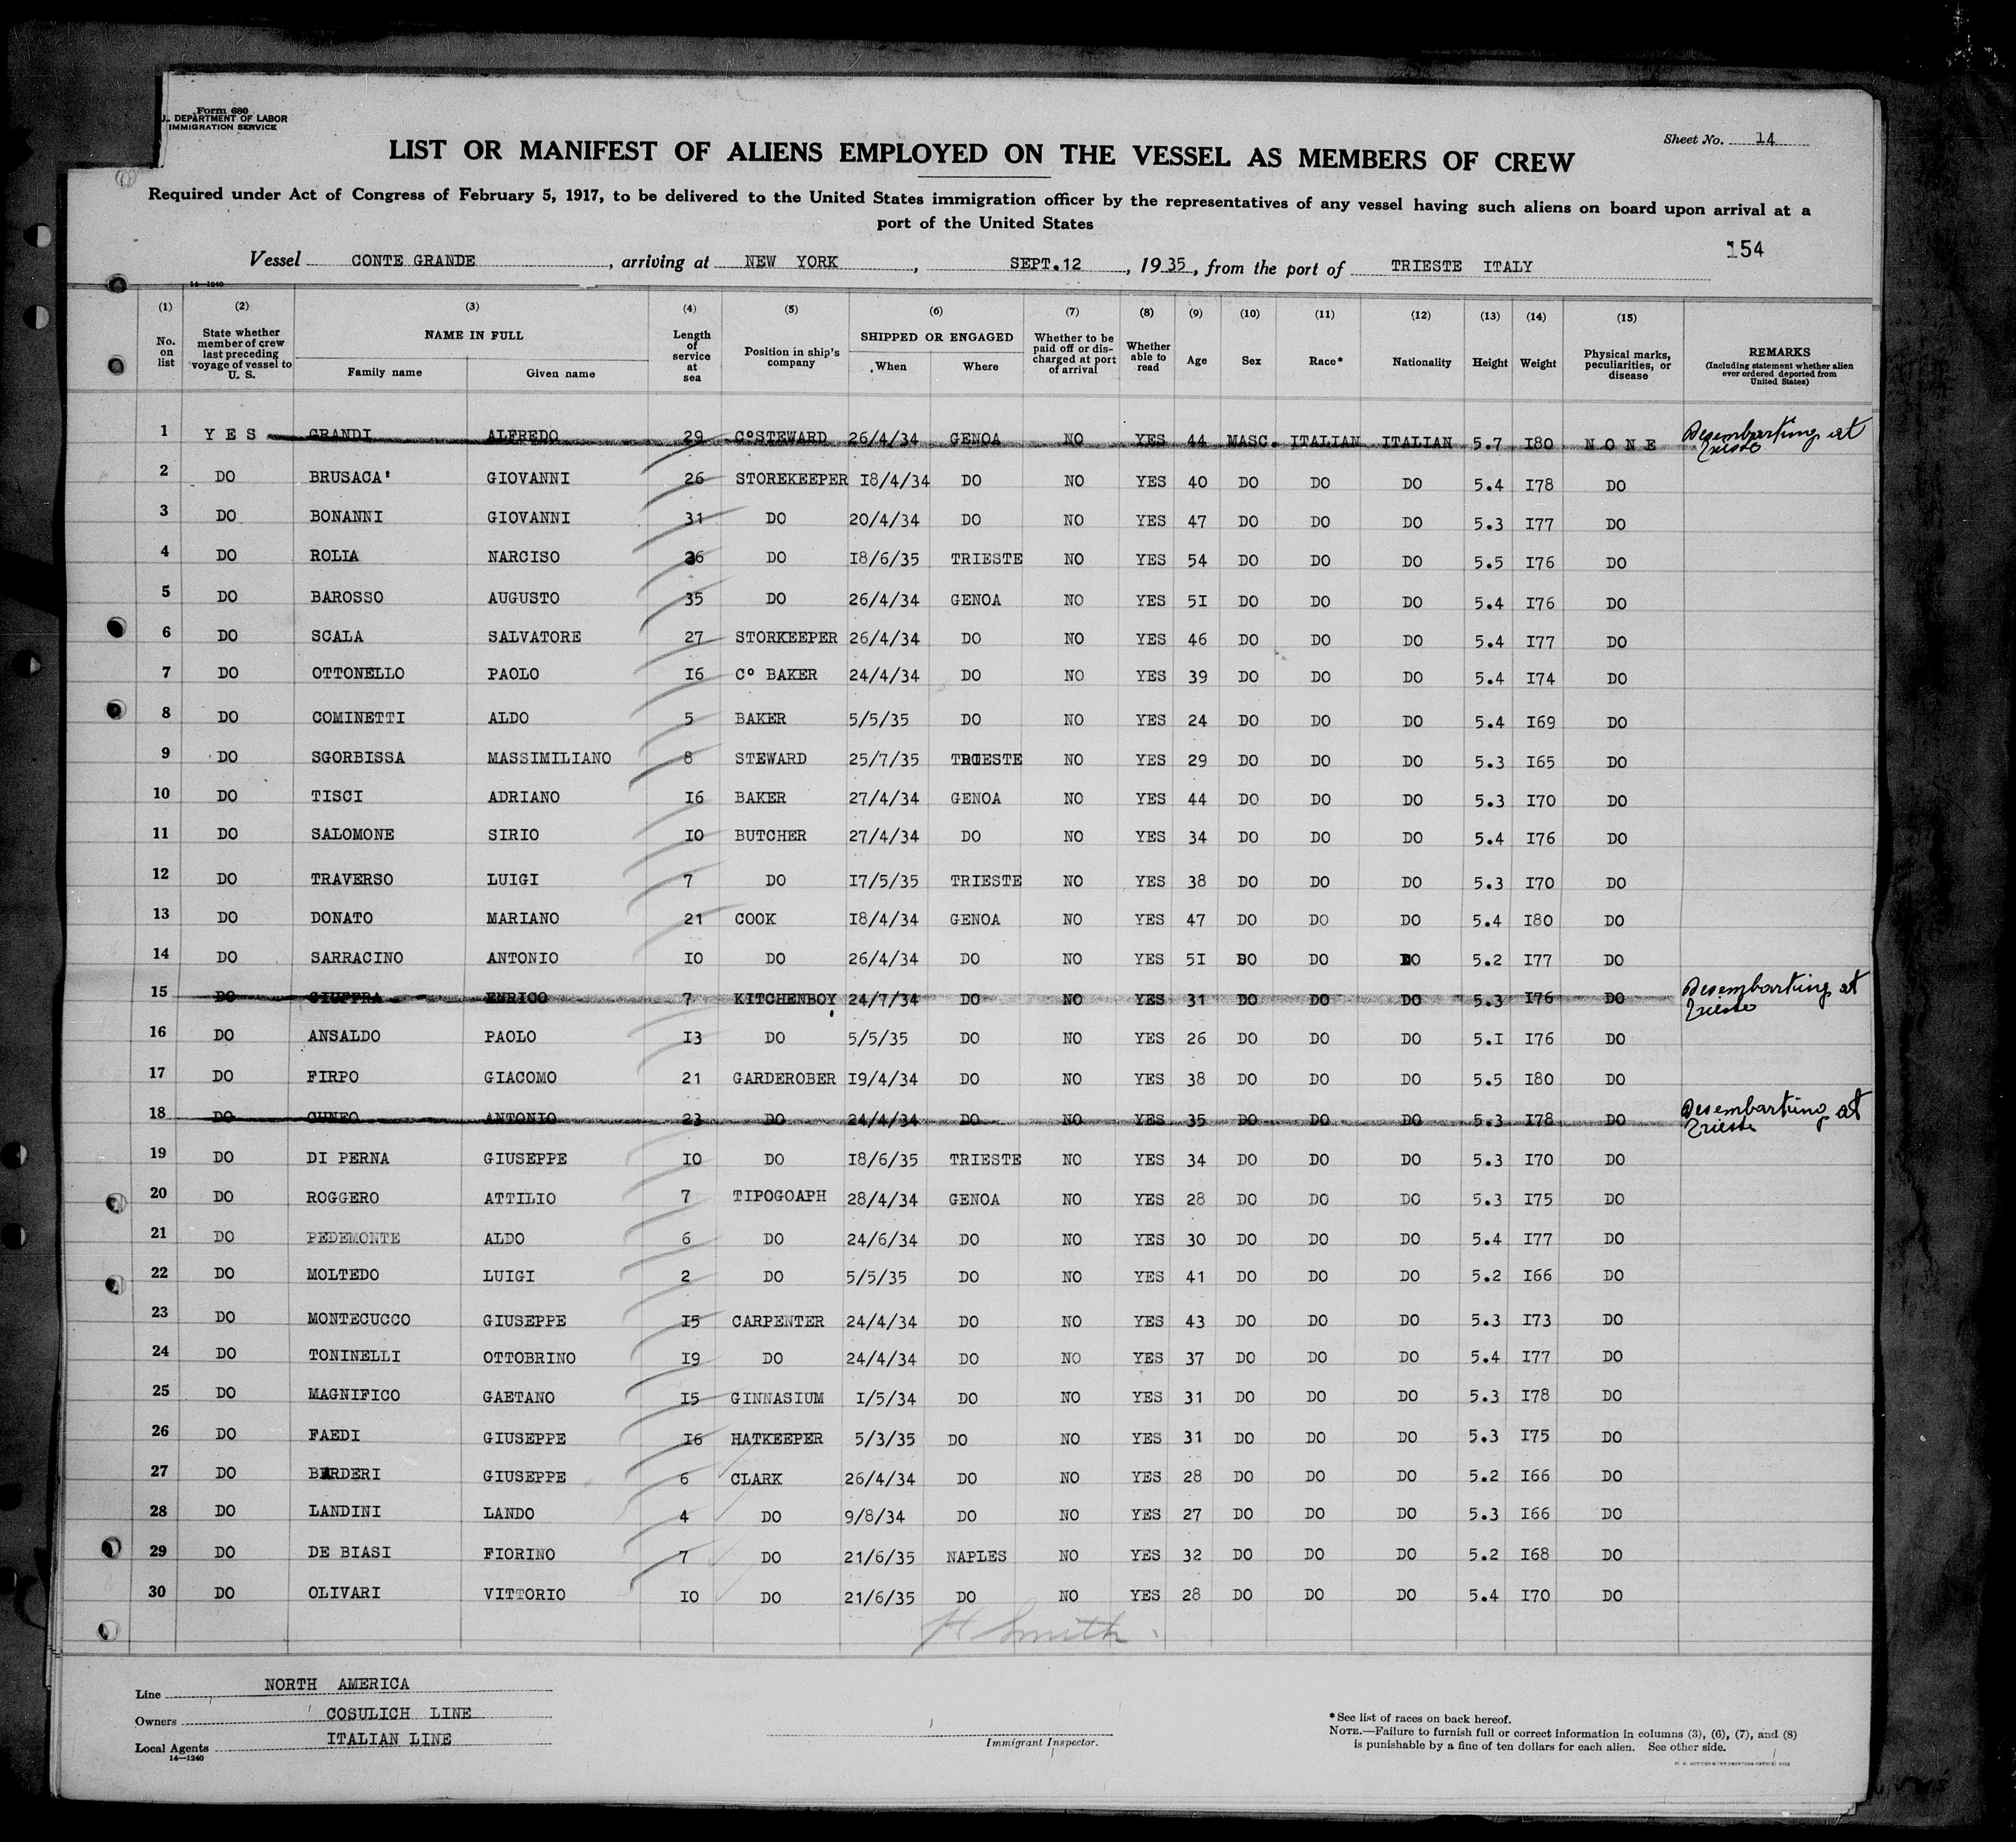 Form 680
DEPARTMENT OF LABOR
IMMIGRATION SERVICE
Sheet No. 14
LIST OR MANIFEST OF ALIENS EMPLOYED ON THE VESSEL AS MEMBERS OF CREW
Required under Act of Congress of February 5, 1917, to be delivered to the United States immigration officer by the representatives of any vessel having such aliens on board upon arrival at a
port of the United States
154
Vessel CONTE GRANDE, arriving at NEW YORK, SEPT.12, 1935, from the port of TRIESTE ITALY
14—1240
(1) (2) (3) (4) (5) (6) (7) (8) (9) (10) (11) (12) (13) (14) (15)
No. on list | State whether member of crew last preceding voyage of vessel to U. S. | NAME IN FULL Family name | Given name | Length of service at sea | Position in ship's company | SHIPPED OR ENGAGED When | Where | Whether to be paid off or discharged at port of arrival | Whether able to read | Age | Sex | Race* | Nationality | Height | Weight | Physical marks, peculiarities, or disease | REMARKS (Including statement whether alien ever ordered deported from United States)
1 YES GRANDI ALFREDO 29 Cº STEWARD 26/4/34 GENOA NO YES 44 MASC. ITALIAN ITALIAN 5.7 I80 NONE Desembarting at Trieste
2 DO BRUSACA' GIOVANNI 26 STOREKEEPER I8/4/34 DO NO YES 40 DO DO DO 5.4 I78 DO
3 DO BONANNI GIOVANNI 31 DO 20/4/34 DO NO YES 47 DO DO DO 5.3 I77 DO
4 DO ROLIA NARCISO 26 DO I8/6/35 TRIESTE NO YES 54 DO DO DO 5.5 I76 DO
5 DO BAROSSO AUGUSTO 35 DO 26/4/34 GENOA NO YES 5I DO DO DO 5.4 I76 DO
6 DO SCALA SALVATORE 27 STORKEEPER 26/4/34 DO NO YES 46 DO DO DO 5.4 I77 DO
7 DO OTTONELLO PAOLO I6 Cº BAKER 24/4/34 DO NO YES 39 DO DO DO 5.4 I74 DO
8 DO COMINETTI ALDO 5 BAKER 5/5/35 DO NO YES 24 DO DO DO 5.4 I69 DO
9 DO SGORBISSA MASSIMILIANO 8 STEWARD 25/7/35 TRIESTE NO YES 29 DO DO DO 5.3 I65 DO
10 DO TISCI ADRIANO I6 BAKER 27/4/34 GENOA NO YES 44 DO DO DO 5.3 I70 DO
11 DO SALOMONE SIRIO IO BUTCHER 27/4/34 DO NO YES 34 DO DO DO 5.4 I76 DO
12 DO TRAVERSO LUIGI 7 DO I7/5/35 TRIESTE NO YES 38 DO DO DO 5.3 I70 DO
13 DO DONATO MARIANO 21 COOK I8/4/34 GENOA NO YES 47 DO DO DO 5.4 I80 DO
14 DO SARRACINO ANTONIO IO DO 26/4/34 DO NO YES 5I DO DO DO 5.2 I77 DO
15 DO GIUFFRA ENRICO 7 KITCHENBOY 24/7/34 DO NO YES 31 DO DO DO 5.3 I76 DO Desembarting at Trieste
16 DO ANSALDO PAOLO I3 DO 5/5/35 DO NO YES 26 DO DO DO 5.I I76 DO
17 DO FIRPO GIACOMO 21 GARDEROBER I9/4/34 DO NO YES 38 DO DO DO 5.5 I80 DO
18 DO CUNEO ANTONIO 23 DO 24/4/34 DO NO YES 35 DO DO DO 5.3 I78 DO Desembarting at Trieste
19 DO DI PERNA GIUSEPPE IO DO I8/6/35 TRIESTE NO YES 34 DO DO DO 5.3 I70 DO
20 DO ROGGERO ATTILIO 7 TIPOGOAPH 28/4/34 GENOA NO YES 28 DO DO DO 5.3 I75 DO
21 DO PEDEMONTE ALDO 6 DO 24/6/34 DO NO YES 30 DO DO DO 5.4 I77 DO
22 DO MOLTEDO LUIGI 2 DO 5/5/35 DO NO YES 41 DO DO DO 5.2 I66 DO
23 DO MONTECUCCO GIUSEPPE I5 CARPENTER 24/4/34 DO NO YES 43 DO DO DO 5.3 I73 DO
24 DO TONINELLI OTTOBRINO I9 DO 24/4/34 DO NO YES 37 DO DO DO 5.4 I77 DO
25 DO MAGNIFICO GAETANO I5 GINNASIUM I/5/34 DO NO YES 31 DO DO DO 5.3 I78 DO
26 DO FAEDI GIUSEPPE I6 HATKEEPER 5/3/35 DO NO YES 31 DO DO DO 5.3 I75 DO
27 DO BARDERI GIUSEPPE 6 CLARK 26/4/34 DO NO YES 28 DO DO DO 5.2 I66 DO
28 DO LANDINI LANDO 4 DO 9/8/34 DO NO YES 27 DO DO DO 5.3 I66 DO
29 DO DE BIASI FIORINO 7 DO 21/6/35 NAPLES NO YES 32 DO DO DO 5.2 I68 DO
30 DO OLIVARI VITTORIO IO DO 21/6/35 DO NO YES 28 DO DO DO 5.4 I70 DO
H Smith
Line NORTH AMERICA
Owners COSULICH LINE
Local Agents ITALIAN LINE
14—1240
Immigrant Inspector.
*See list of races on back hereof.
NOTE.—Failure to furnish full or correct information in columns (3), (6), (7), and (8)
is punishable by a fine of ten dollars for each alien. See other side.